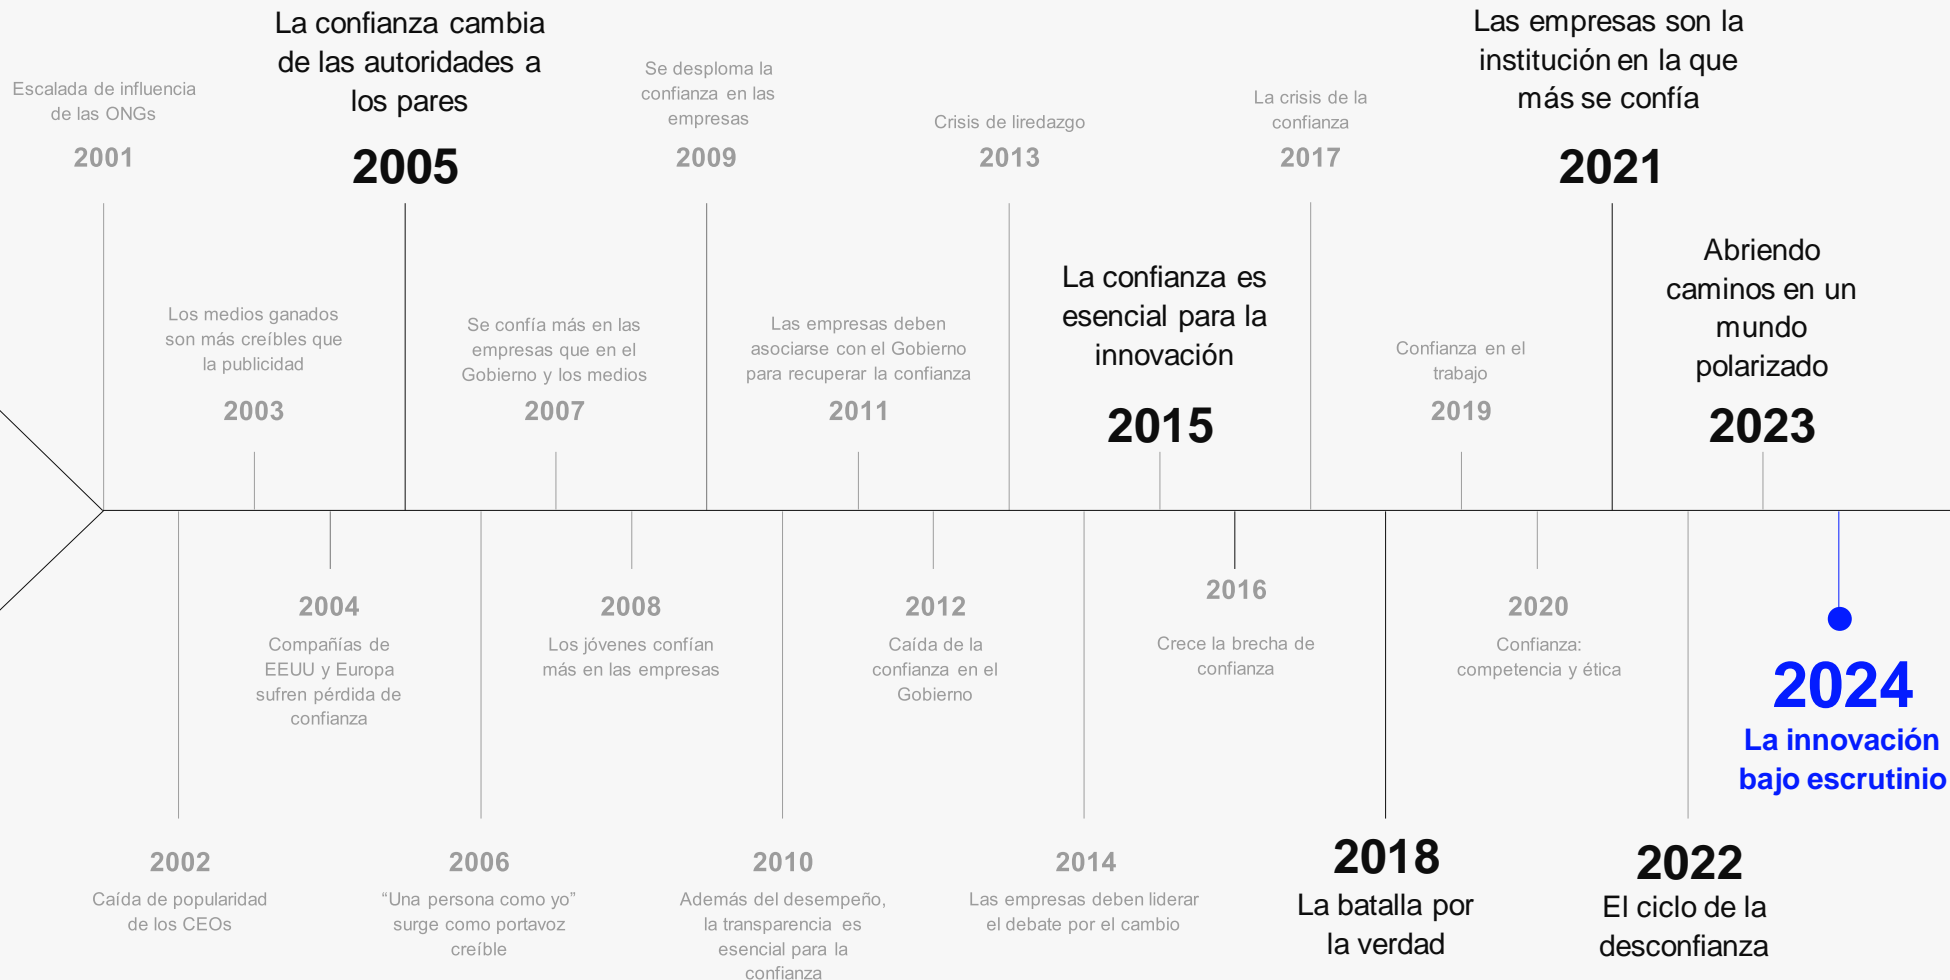 Escalada de influencia
de las ONGs
2001
La confianza cambia
de las autoridades a
los pares
2005
Se desploma la
confianza en las
empresas
2009
Crisis de liredazgo
2013
La crisis de la
confianza
2017
Las empresas son la
institución en la que
más se confía
2021
Los medios ganados
son más creíbles que
la publicidad
2003
Se confía más en las
empresas que en el
Gobierno y los medios
2007
Las empresas deben
asociarse con el Gobierno
para recuperar la confianza
2011
La confianza es
esencial para la
innovación
2015
Confianza en el
trabajo
2019
Abriendo
caminos en un
mundo
polarizado
2023
2004
Compañías de
EEUU y Europa
sufren pérdida de
confianza
2008
Los jóvenes confían
más en las empresas
2012
Caída de la
confianza en el
Gobierno
2016
Crece la brecha de
confianza
2020
Confianza:
competencia y ética
2024
La innovación
bajo escrutinio
2002
Caída de popularidad
de los CEOs
2006
“Una persona como yo”
surge como portavoz
creíble
2010
Además del desempeño,
la transparencia es
esencial para la
confianza
2014
Las empresas deben liderar
el debate por el cambio
2018
La batalla por
la verdad
2022
El ciclo de la
desconfianza